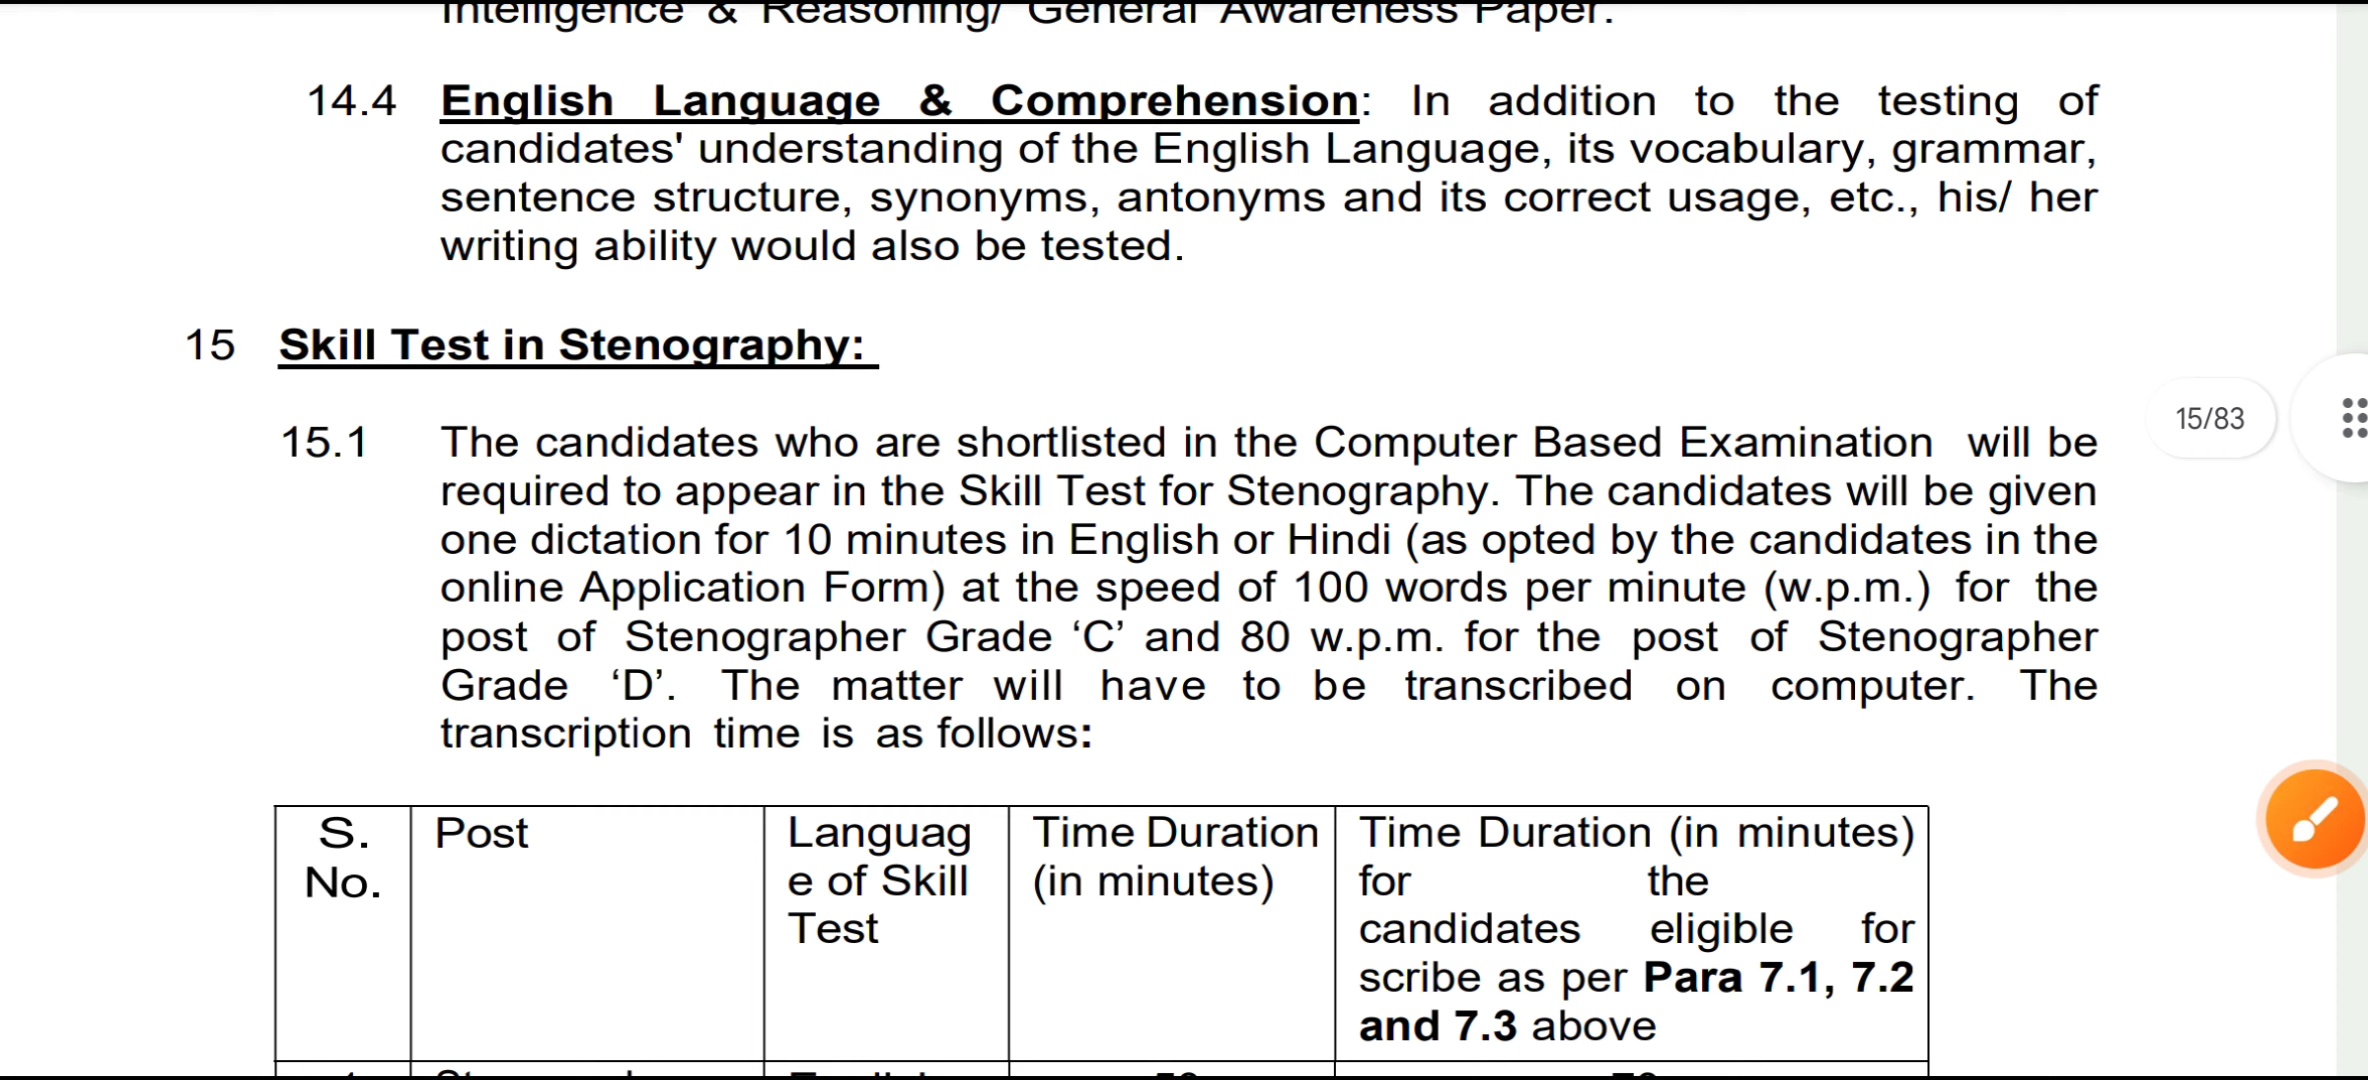 Intelligence & Reasoning/ General Awareness Paper.
14.4 English Language & Comprehension: In addition to the testing of
candidates' understanding of the English Language, its vocabulary, grammar,
sentence structure, synonyms, antonyms and its correct usage, etc., his/ her
writing ability would also be tested.
15 Skill Test in Stenography:
15.1 The candidates who are shortlisted in the Computer Based Examination will be
required to appear in the Skill Test for Stenography. The candidates will be given
one dictation for 10 minutes in English or Hindi (as opted by the candidates in the
online Application Form) at the speed of 100 words per minute (w.p.m.) for the
post of Stenographer Grade ‘C’ and 80 w.p.m. for the post of Stenographer
Grade ‘D’. The matter will have to be transcribed on computer. The
transcription time is as follows:
15/83
S.
No.
Post
Languag
e of Skill
Test
Time Duration
(in minutes)
Time Duration (in minutes)
for the
candidates eligible for
scribe as per Para 7.1, 7.2
and 7.3 above